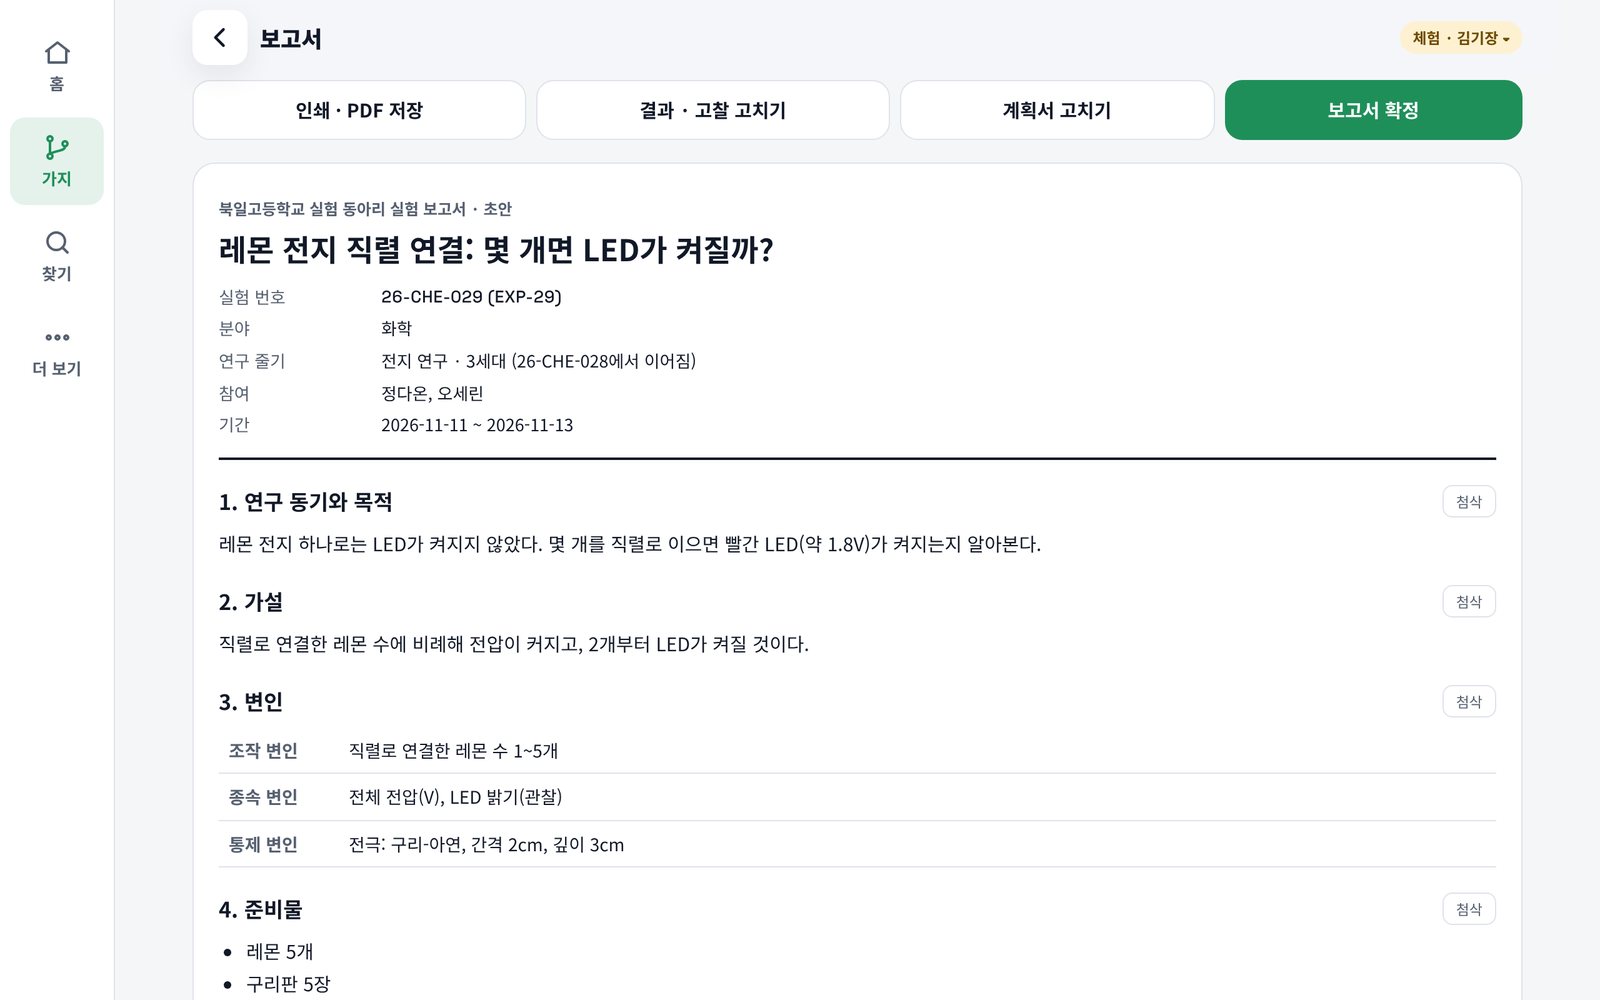 홈
가지
찾기
더 보기
보고서
체험 · 김기장
인쇄 · PDF 저장
결과 · 고찰 고치기
계획서 고치기
보고서 확정
북일고등학교 실험 동아리 실험 보고서 · 초안
레몬 전지 직렬 연결: 몇 개면 LED가 켜질까?
실험 번호 26-CHE-029 (EXP-29)
분야 화학
연구 줄기 전지 연구 · 3세대 (26-CHE-028에서 이어짐)
참여 정다온, 오세린
기간 2026-11-11 ~ 2026-11-13
1. 연구 동기와 목적 첨삭
레몬 전지 하나로는 LED가 켜지지 않았다. 몇 개를 직렬로 이으면 빨간 LED(약 1.8V)가 켜지는지 알아본다.
2. 가설 첨삭
직렬로 연결한 레몬 수에 비례해 전압이 커지고, 2개부터 LED가 켜질 것이다.
3. 변인 첨삭
조작 변인 직렬로 연결한 레몬 수 1~5개
종속 변인 전체 전압(V), LED 밝기(관찰)
통제 변인 전극: 구리-아연, 간격 2cm, 깊이 3cm
4. 준비물 첨삭
• 레몬 5개
• 구리판 5장